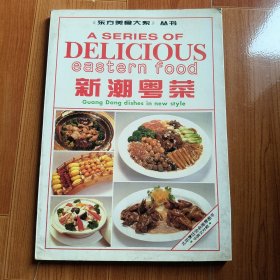 《东方美食大系》丛书
A SERIES OF
DELICIOUS
eastern food
新潮粤菜
Guang Dong dishes in new style